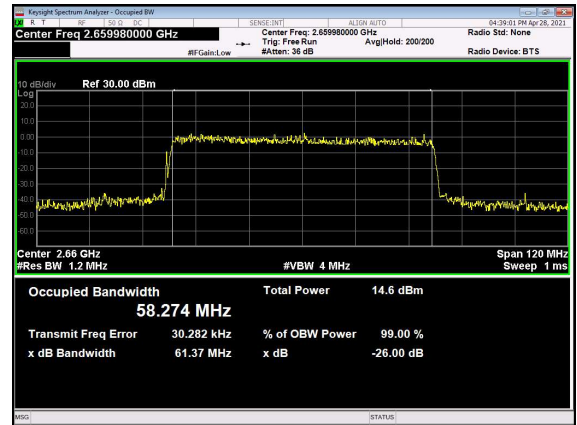 Keysight Spectrum Analyzer - Occupied BW
R T RF 50 Ω DC SENSE:INT ALIGN AUTO 04:39:01 PM Apr 28, 2021
Center Freq 2.659980000 GHz Center Freq: 2.659980000 GHz Radio Std: None
Trig: Free Run Avg|Hold: 200/200
#IFGain:Low #Atten: 36 dB Radio Device: BTS
10 dB/div Ref 30.00 dBm
Log
20.0
10.0
0.00
-10.0
-20.0
-30.0
-40.0
-50.0
-60.0
Center 2.66 GHz Span 120 MHz
#Res BW 1.2 MHz #VBW 4 MHz Sweep 1 ms
Occupied Bandwidth Total Power 14.6 dBm
58.274 MHz
Transmit Freq Error 30.282 kHz % of OBW Power 99.00 %
x dB Bandwidth 61.37 MHz x dB -26.00 dB
MSG STATUS